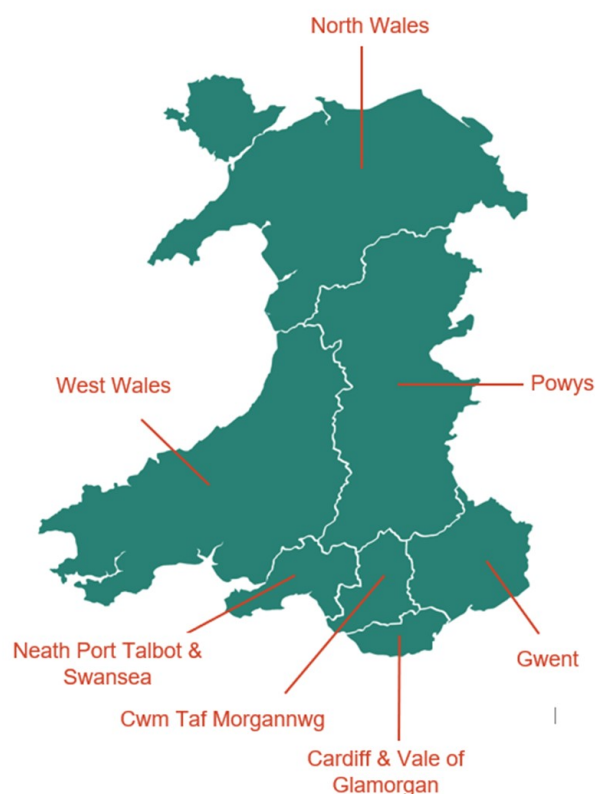 North Wales
West Wales
Powys
Neath Port Talbot &
Swansea
Gwent
Cwm Taf Morgannwg
Cardiff & Vale of
Glamorgan